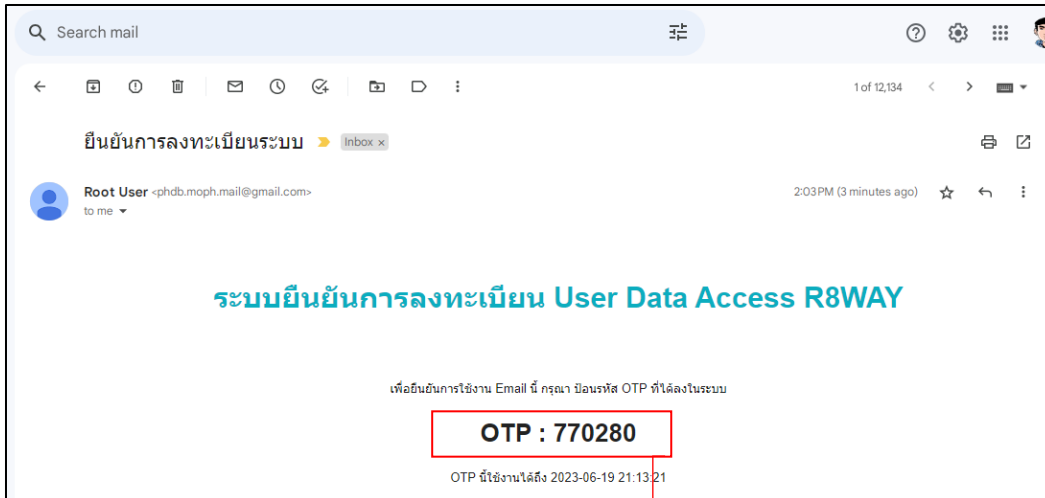 Search mail
1 of 12,134
ยืนยันการลงทะเบียนระบบ Inbox ×
Root User <phdb.moph.mail@gmail.com> 2:03 PM (3 minutes ago)
to me
ระบบยืนยันการลงทะเบียน User Data Access R8WAY
เพื่อยืนยันการใช้งาน Email นี้ กรุณา ป้อนรหัส OTP ที่ได้ลงในระบบ
OTP : 770280
OTP นี้ใช้งานได้ถึง 2023-06-19 21:13:21